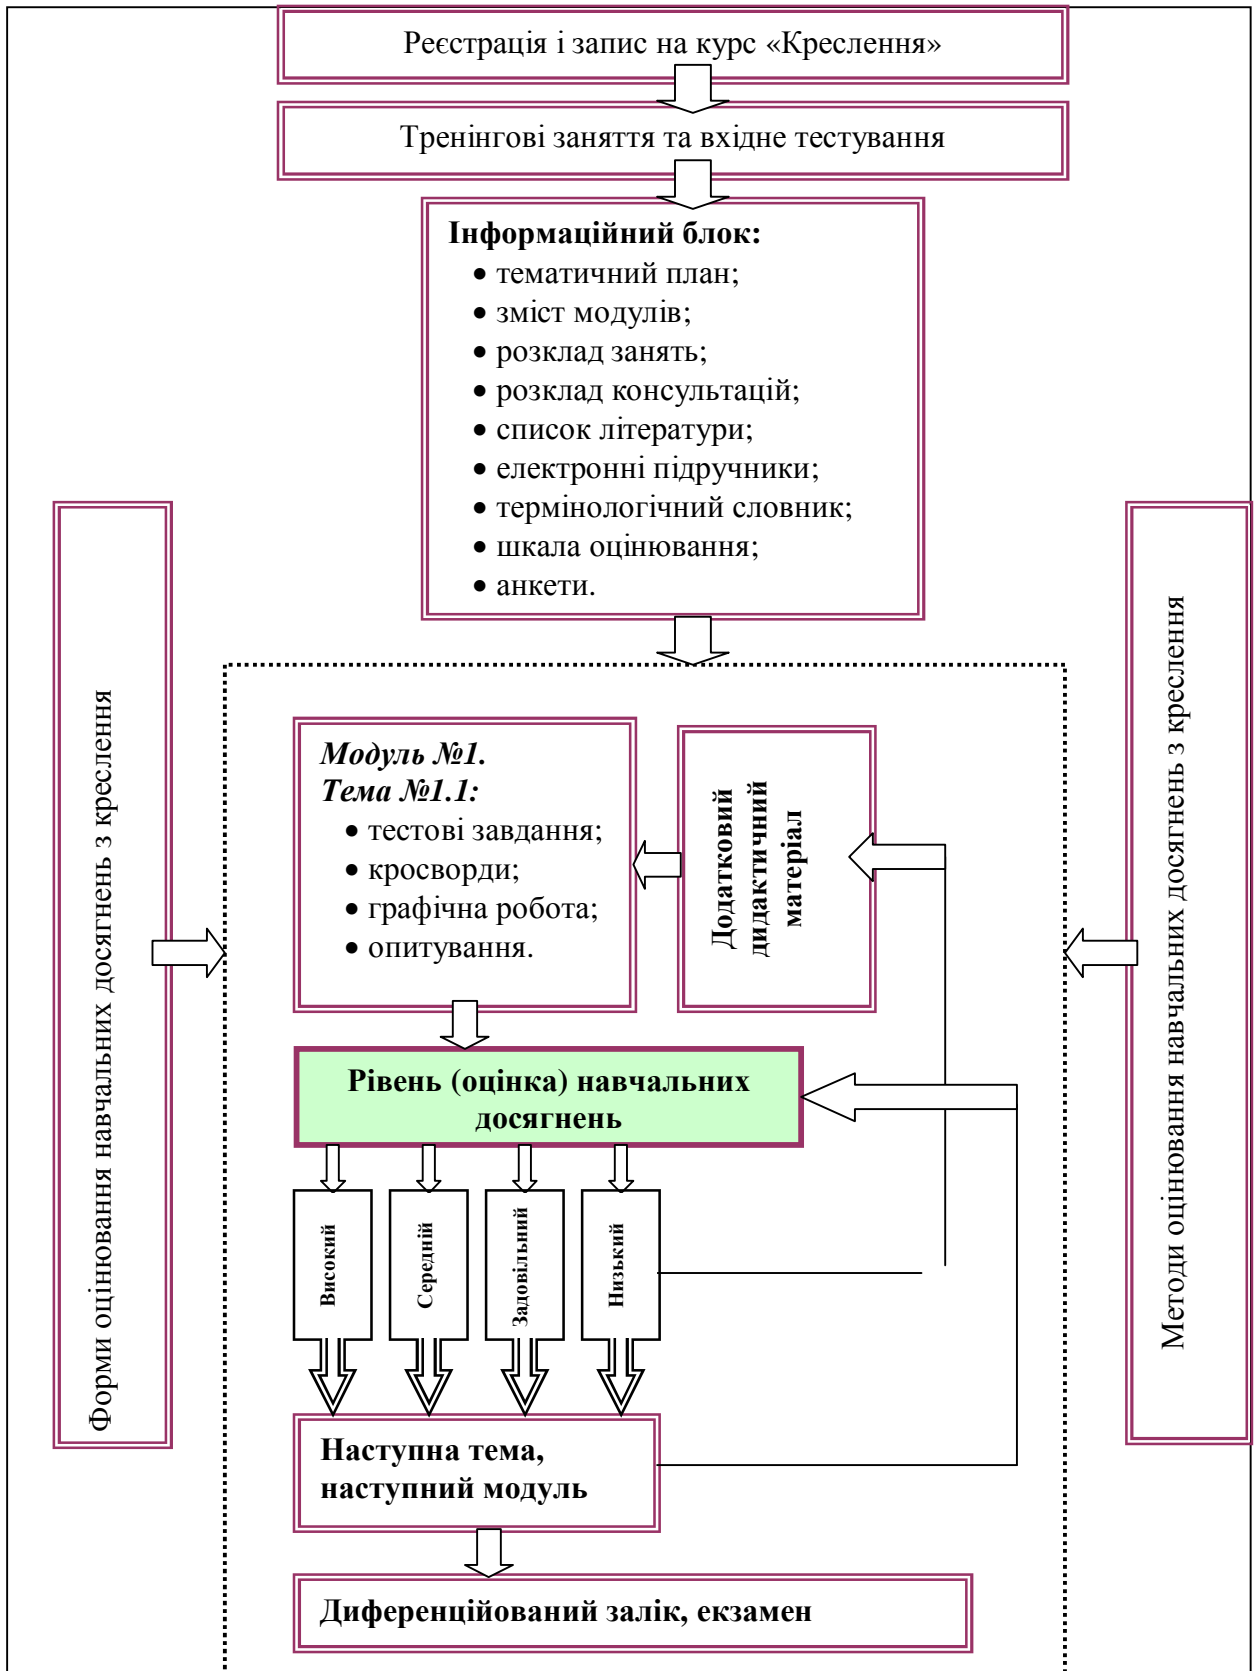 Реєстрація і запис на курс «Креслення»
Тренінгові заняття та вхідне тестування
Інформаційний блок:
• тематичний план;
• зміст модулів;
• розклад занять;
• розклад консультацій;
• список літератури;
• електронні підручники;
• термінологічний словник;
• шкала оцінювання;
• анкети.
Форми оцінювання навчальних досягнень з креслення
Модуль №1.
Тема №1.1:
• тестові завдання;
• кросворди;
• графічна робота;
• опитування.
Додатковий
дидактичний
матеріал
Методи оцінювання навчальних досягнень з креслення
Рівень (оцінка) навчальних
досягнень
Високий
Середній
Задовільний
Низький
Наступна тема,
наступний модуль
Диференційований залік, екзамен